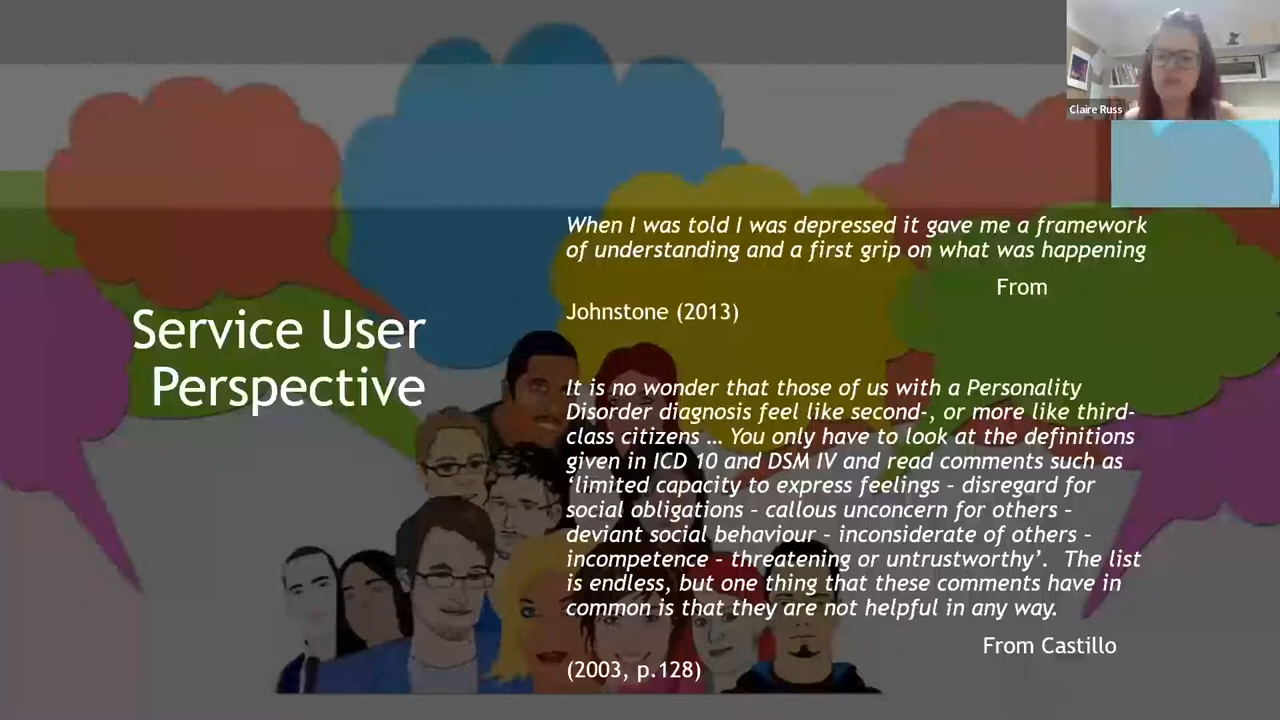 Claire Russ
Service User
Perspective
When I was told I was depressed it gave me a framework
of understanding and a first grip on what was happening
From
Johnstone (2013)
It is no wonder that those of us with a Personality
Disorder diagnosis feel like second-, or more like third-
class citizens … You only have to look at the definitions
given in ICD 10 and DSM IV and read comments such as
‘limited capacity to express feelings – disregard for
social obligations – callous unconcern for others –
deviant social behaviour – inconsiderate of others –
incompetence – threatening or untrustworthy’.  The list
is endless, but one thing that these comments have in
common is that they are not helpful in any way.
From Castillo
(2003, p.128)